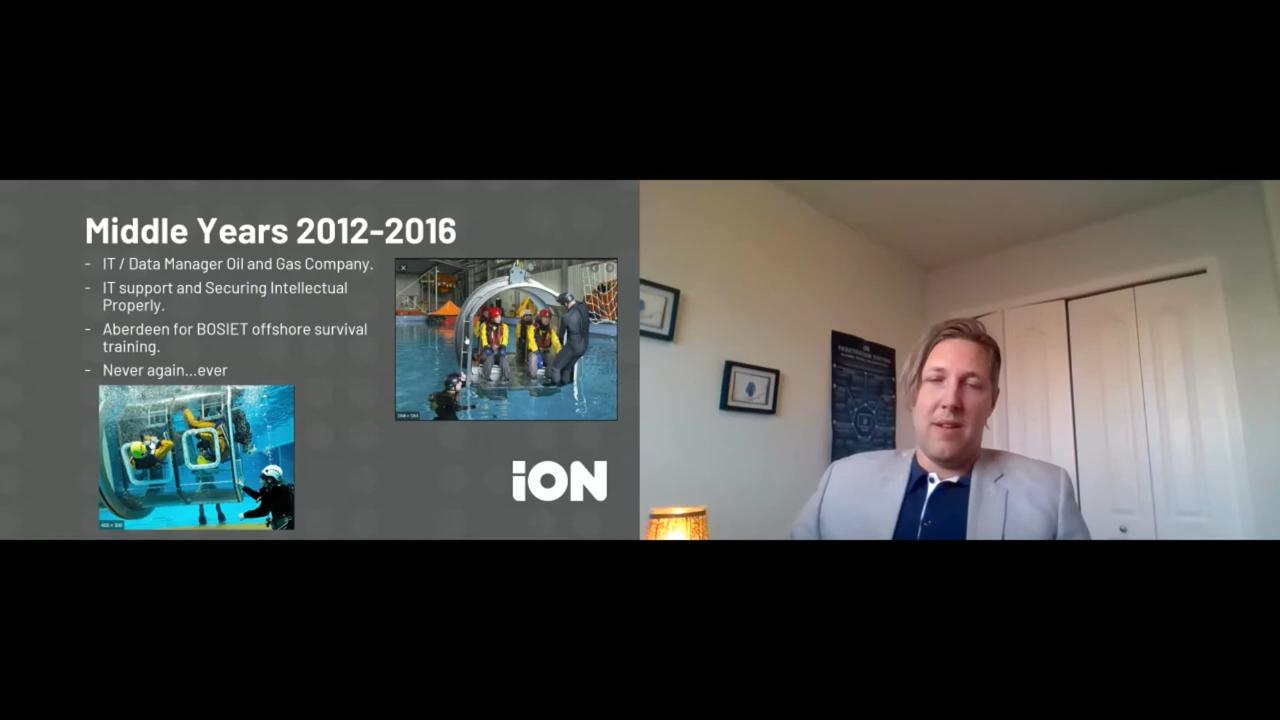 Middle Years 2012-2016
- IT / Data Manager Oil and Gas Company.
- IT support and Securing Intellectual
Properly.
- Aberdeen for BOSIET offshore survival
training.
- Never again...ever
iON